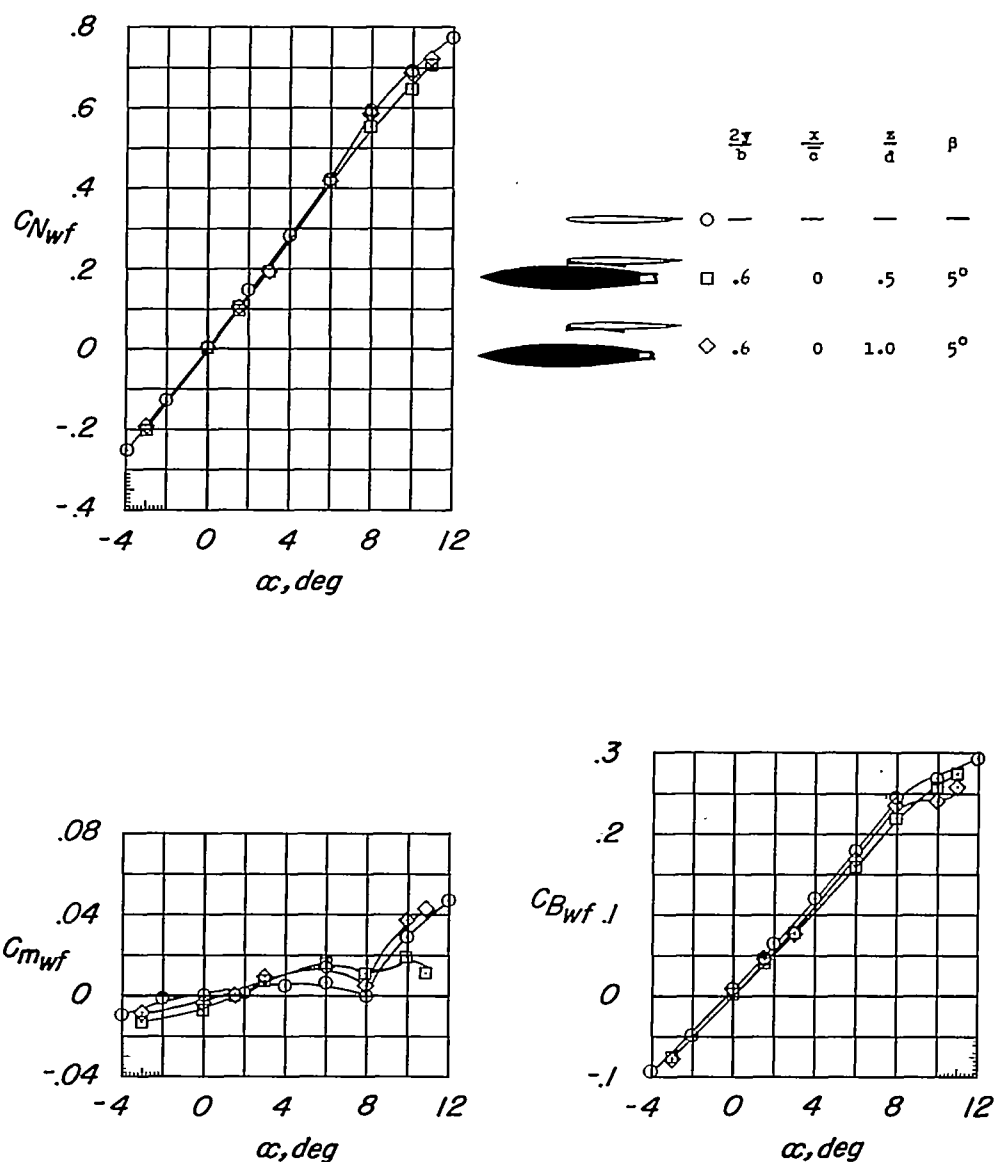 .8
.6
.4
C_Nwf
.2
0
-.2
-.4
-4 0 4 8 12
α, deg
2y/b x/c z/d β
— — — —
.6 0 .5 5°
.6 0 1.0 5°
.08
.04
C_mwf
0
-.04
-4 0 4 8 12
α, deg
.3
.2
C_Bwf .1
0
-.1
-4 0 4 8 12
α, deg